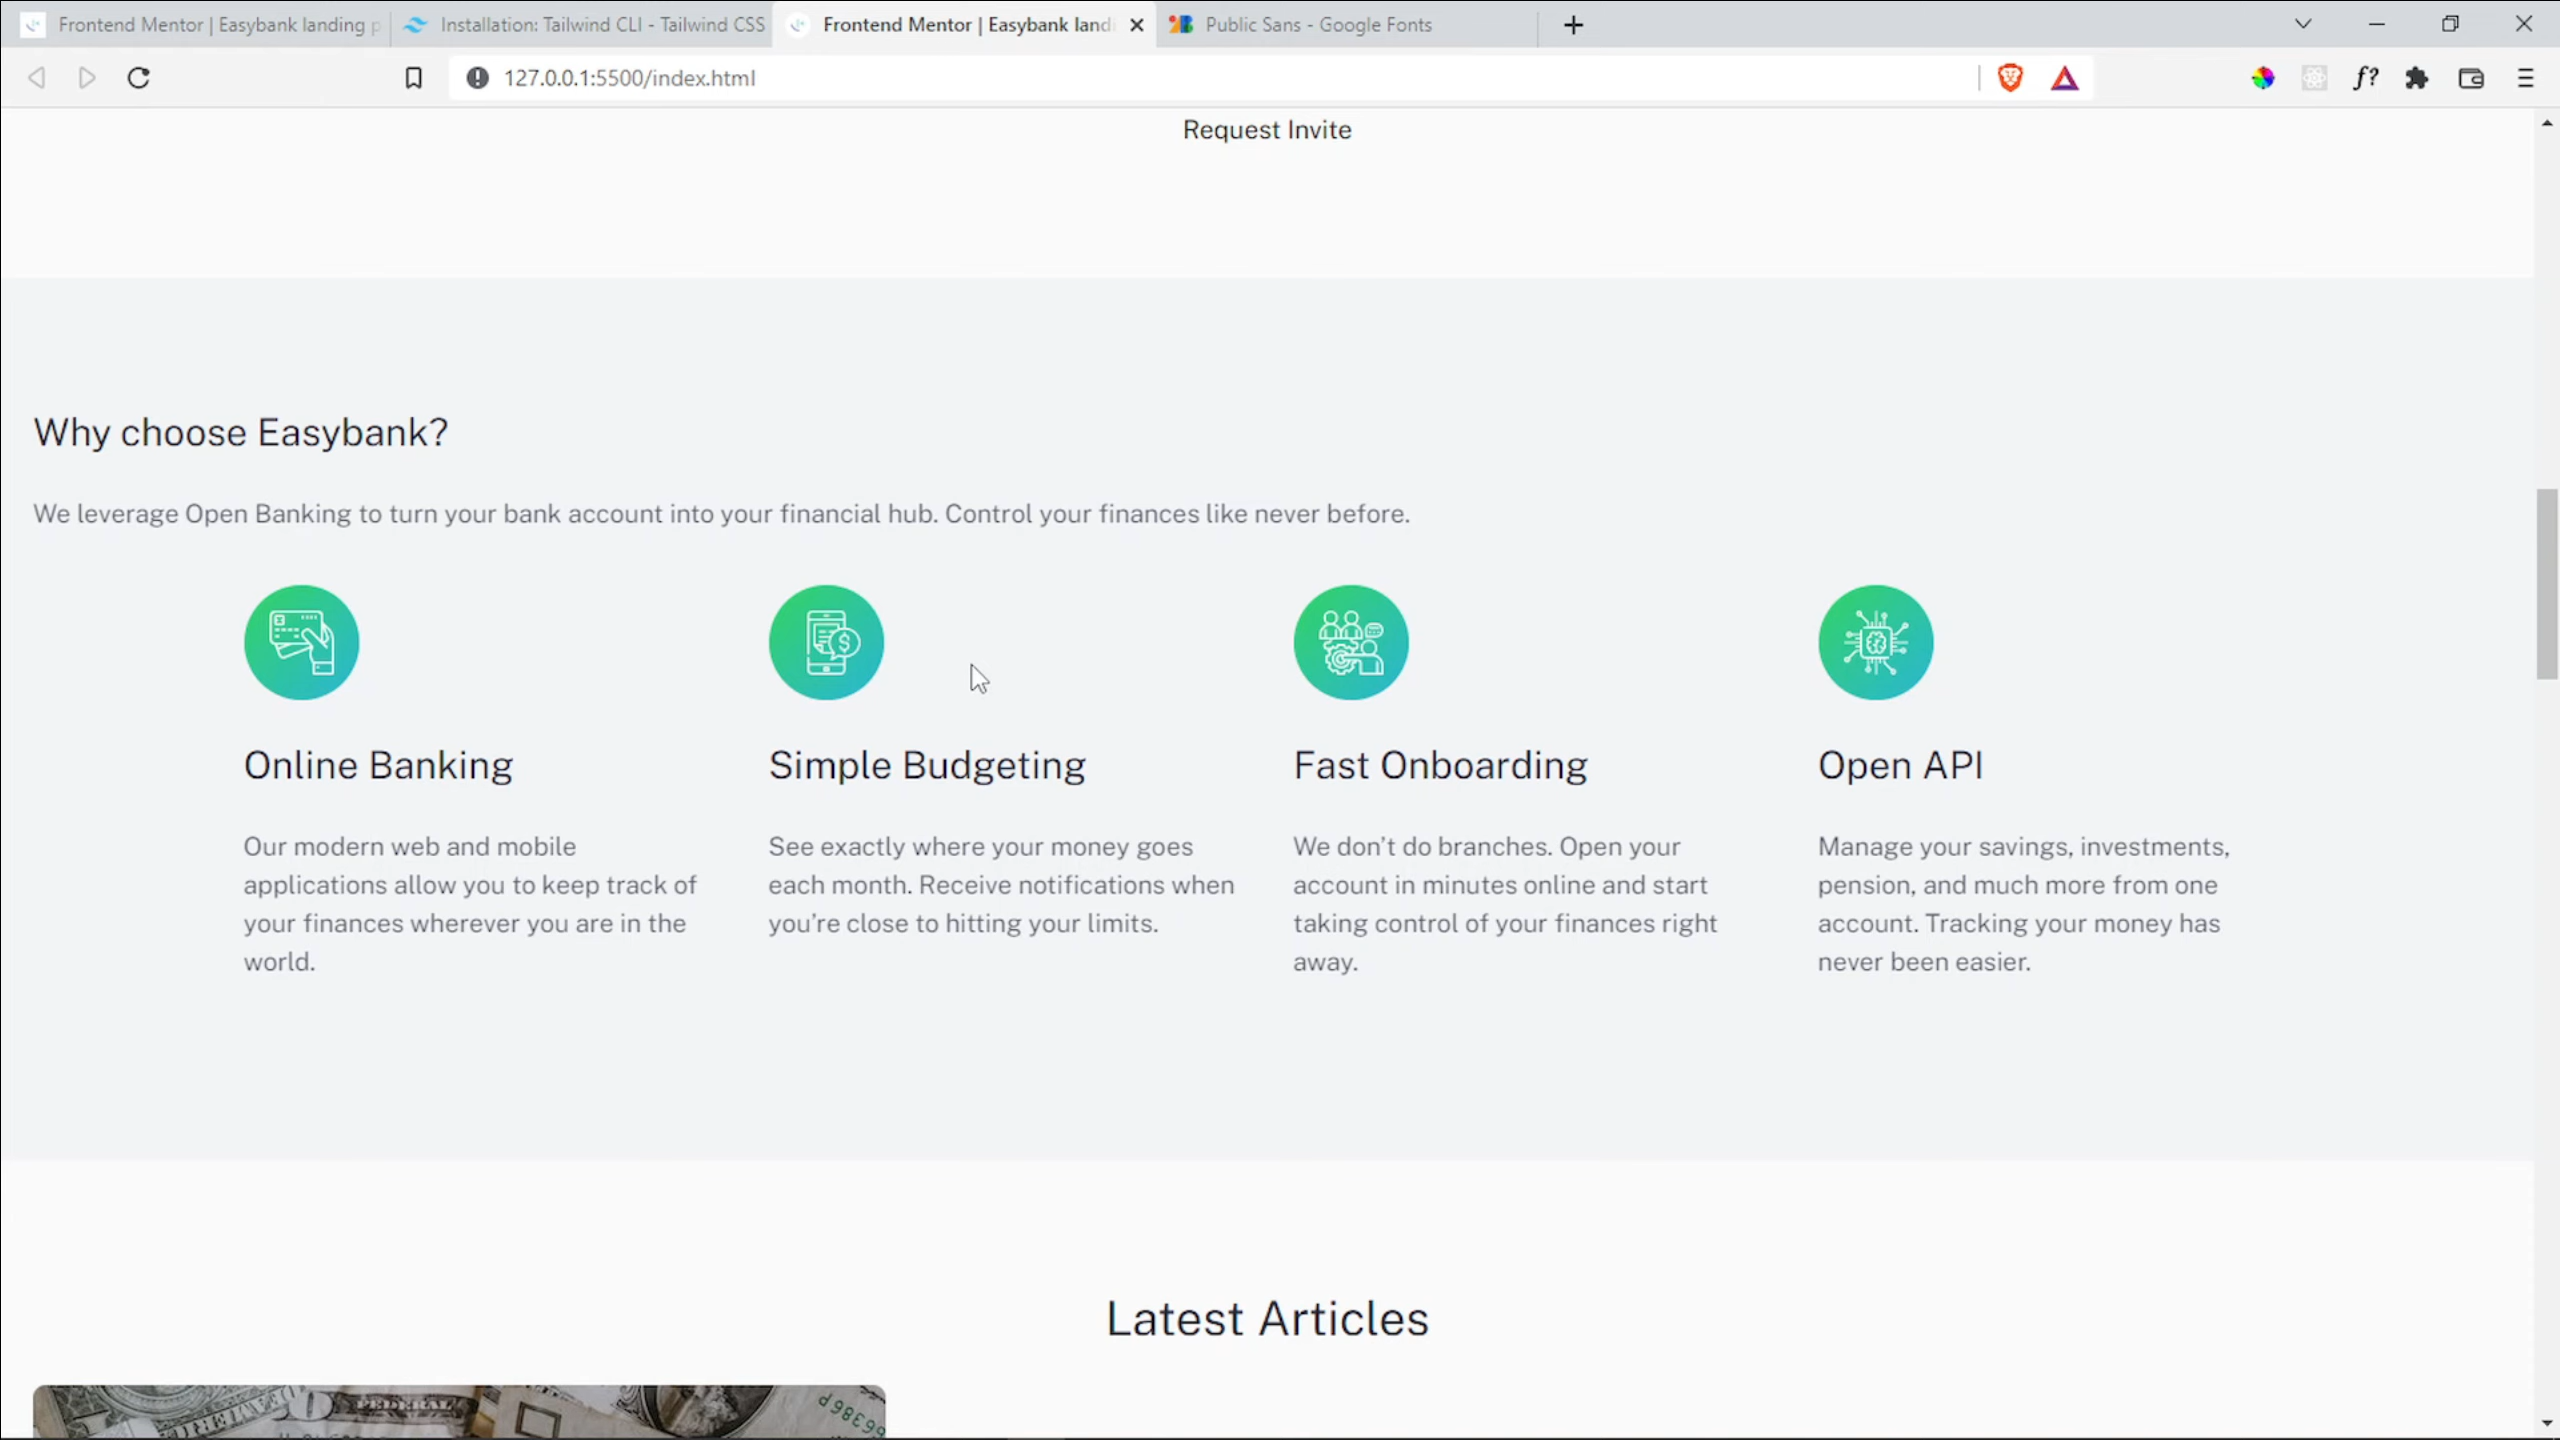 Frontend Mentor | Easybank landing p
Installation: Tailwind CLI - Tailwind CSS
Frontend Mentor | Easybank landi
Public Sans - Google Fonts
127.0.0.1:5500/index.html
f?
Request Invite
Why choose Easybank?
We leverage Open Banking to turn your bank account into your financial hub. Control your finances like never before.
Online Banking
Our modern web and mobile
applications allow you to keep track of
your finances wherever you are in the
world.
Simple Budgeting
See exactly where your money goes
each month. Receive notifications when
you’re close to hitting your limits.
Fast Onboarding
We don’t do branches. Open your
account in minutes online and start
taking control of your finances right
away.
Open API
Manage your savings, investments,
pension, and much more from one
account. Tracking your money has
never been easier.
Latest Articles
FEDERAL